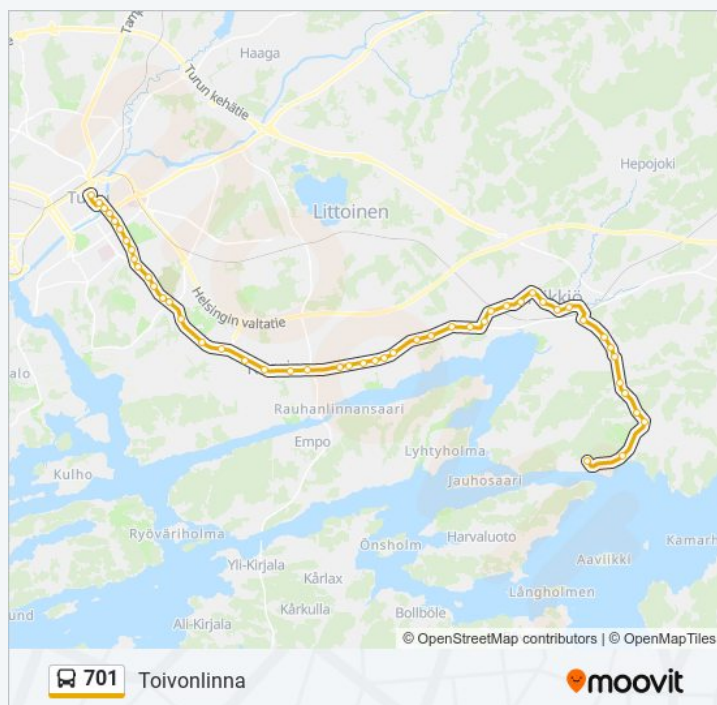 Haaga
Turun kehätie
Hepojoki
Littoinen
Helsingin valtatie
Rauhanlinnansaari
Empo
Lyhtyholma
Kulho
Jauhosaari
Ryöväriholma
Önsholm
Harvaluoto
Yli-Kirjala
Kårlax
Aaviikki
Långholmen
Kårkulla
Bollböle
Ali-Kirjala
© OpenStreetMap contributors | © OpenMapTiles
701 Toivonlinna
moovit